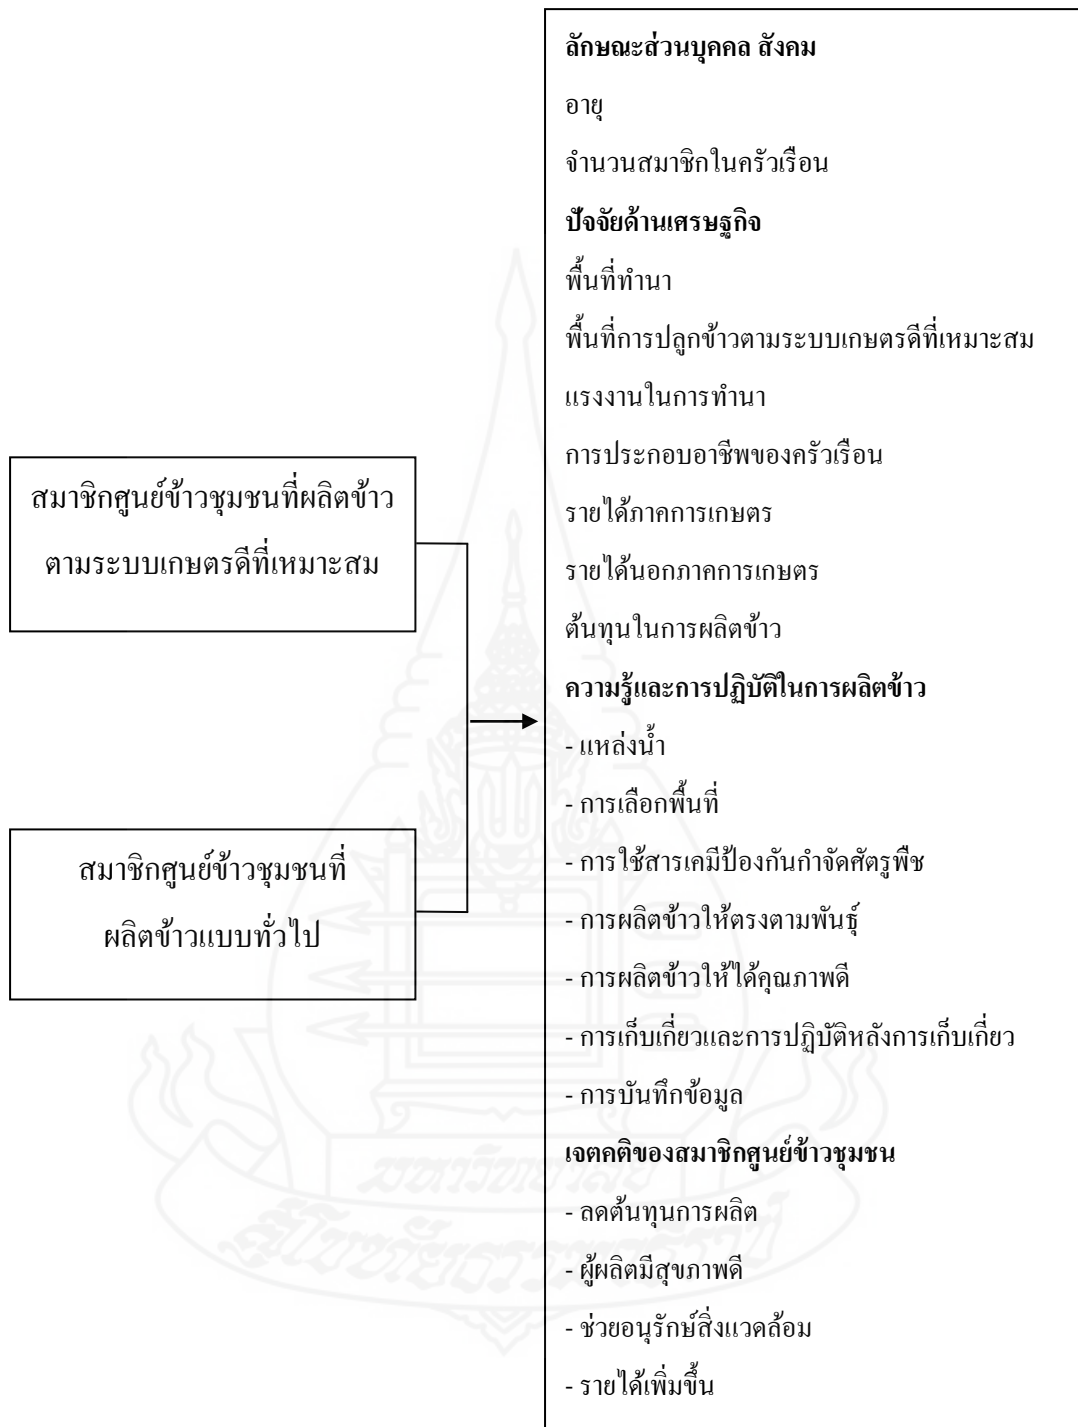 สมาชิกศูนย์ข้าวชุมชนที่ผลิตข้าว
ตามระบบเกษตรดีที่เหมาะสม
สมาชิกศูนย์ข้าวชุมชนที่
ผลิตข้าวแบบทั่วไป
ลักษณะส่วนบุคคล สังคม
อายุ
จำนวนสมาชิกในครัวเรือน
ปัจจัยด้านเศรษฐกิจ
พื้นที่ทำนา
พื้นที่การปลูกข้าวตามระบบเกษตรดีที่เหมาะสม
แรงงานในการทำนา
การประกอบอาชีพของครัวเรือน
รายได้ภาคการเกษตร
รายได้นอกภาคการเกษตร
ต้นทุนในการผลิตข้าว
ความรู้และการปฏิบัติในการผลิตข้าว
- แหล่งน้ำ
- การเลือกพื้นที่
- การใช้สารเคมีป้องกันกำจัดศัตรูพืช
- การผลิตข้าวให้ตรงตามพันธุ์
- การผลิตข้าวให้ได้คุณภาพดี
- การเก็บเกี่ยวและการปฏิบัติหลังการเก็บเกี่ยว
- การบันทึกข้อมูล
เจตคติของสมาชิกศูนย์ข้าวชุมชน
- ลดต้นทุนการผลิต
- ผู้ผลิตมีสุขภาพดี
- ช่วยอนุรักษ์สิ่งแวดล้อม
- รายได้เพิ่มขึ้น
มหาวิทยาลัย
สุโขทัยธรรมาธิราช